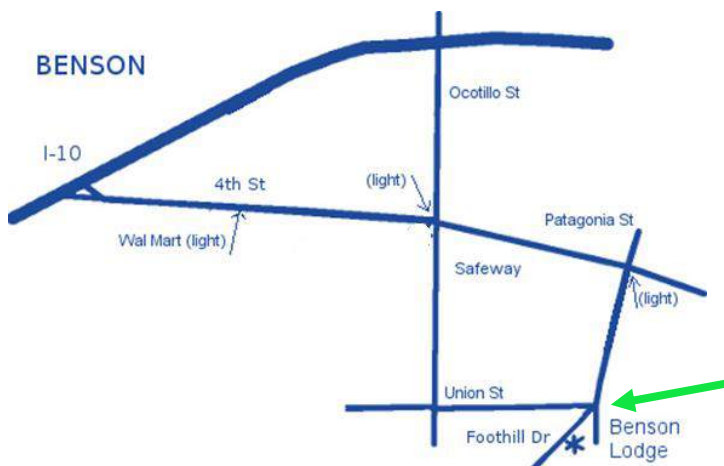 BENSON
Ocotillo St
I-10
4th St
(light)
Patagonia St
Wal Mart (light)
Safeway
(light)
Union St
Foothill Dr
*
Benson
Lodge